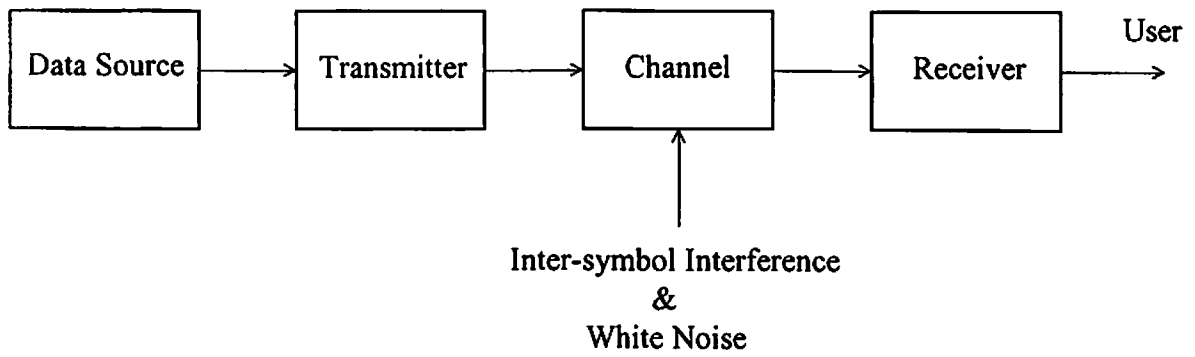 User
Data Source
Transmitter
Channel
Receiver
Inter-symbol Interference
&
White Noise